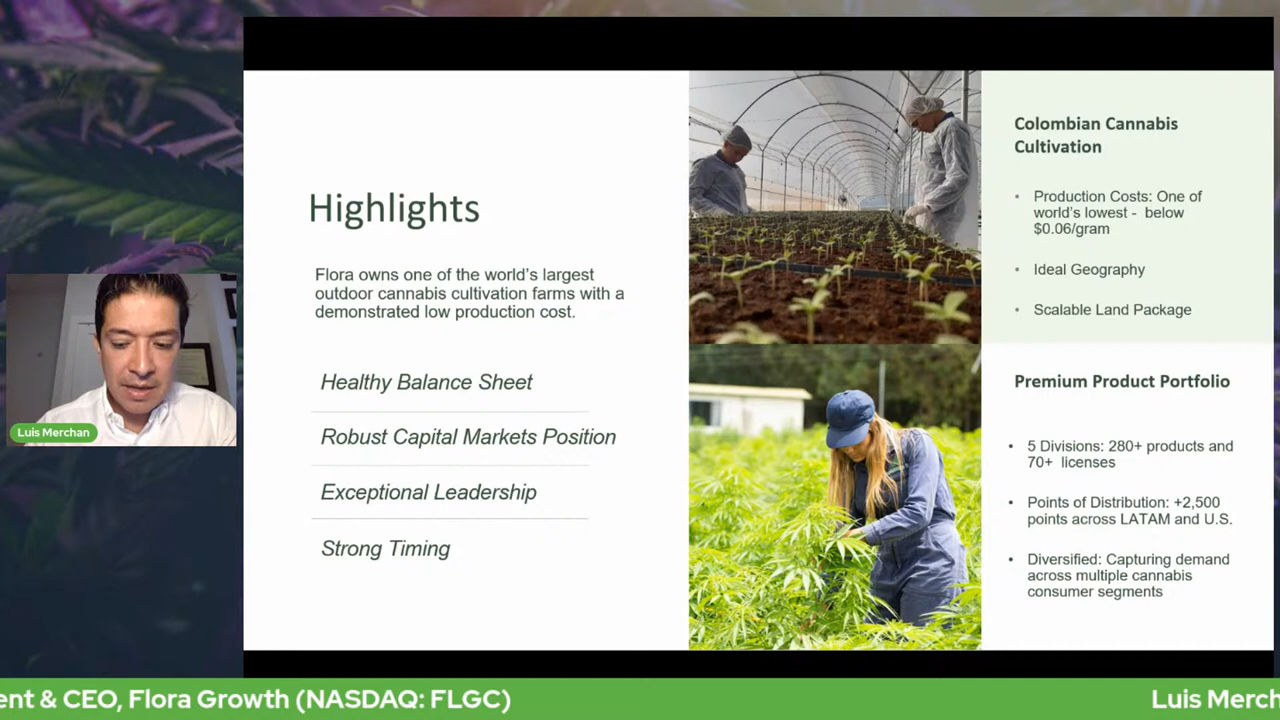 Highlights
Flora owns one of the world's largest
outdoor cannabis cultivation farms with a
demonstrated low production cost.
Healthy Balance Sheet
Robust Capital Markets Position
Exceptional Leadership
Strong Timing
Colombian Cannabis
Cultivation
• Production Costs: One of
world's lowest - below
$0.06/gram
• Ideal Geography
• Scalable Land Package
Premium Product Portfolio
• 5 Divisions: 280+ products and
70+ licenses
• Points of Distribution: +2,500
points across LATAM and U.S.
• Diversified: Capturing demand
across multiple cannabis
consumer segments
Luis Merchan
ent & CEO, Flora Growth (NASDAQ: FLGC)
Luis Merch